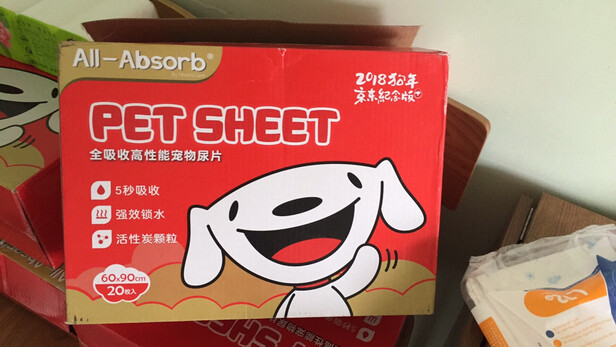 All-Absorb®
2018狗年
京东纪念版
PET SHEET
全吸收高性能宠物尿片
5秒吸收
强效锁水
活性炭颗粒
60x90cm
20枚入